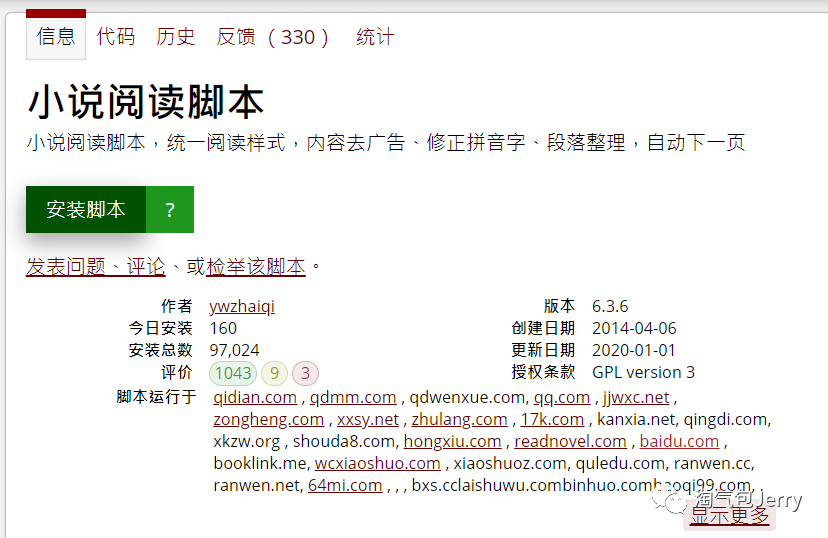 信息 代码 历史 反馈 （330） 统计
小说阅读脚本
小说阅读脚本，统一阅读样式，内容去广告、修正拼音字、段落整理，自动下一页
安装脚本 ?
发表问题、评论、或检举该脚本。
作者 ywzhaiqi 版本 6.3.6
今日安装 160 创建日期 2014-04-06
安装总数 97,024 更新日期 2020-01-01
评价 1043 9 3 授权条款 GPL version 3
脚本运行于 qidian.com , qdmm.com , qdwenxue.com, qq.com , jjwxc.net ,
zongheng.com , xxsy.net , zhulang.com , 17k.com , kanxia.net, qingdi.com,
xkzw.org , shouda8.com, hongxiu.com , readnovel.com , baidu.com ,
booklink.me, wcxiaoshuo.com , xiaoshuoz.com, quledu.com, ranwen.cc,
ranwen.net, 64mi.com , , , bxs.cclaishuwu.combinhuo.combaoqi99.com, .
淘气包Jerry
显示更多